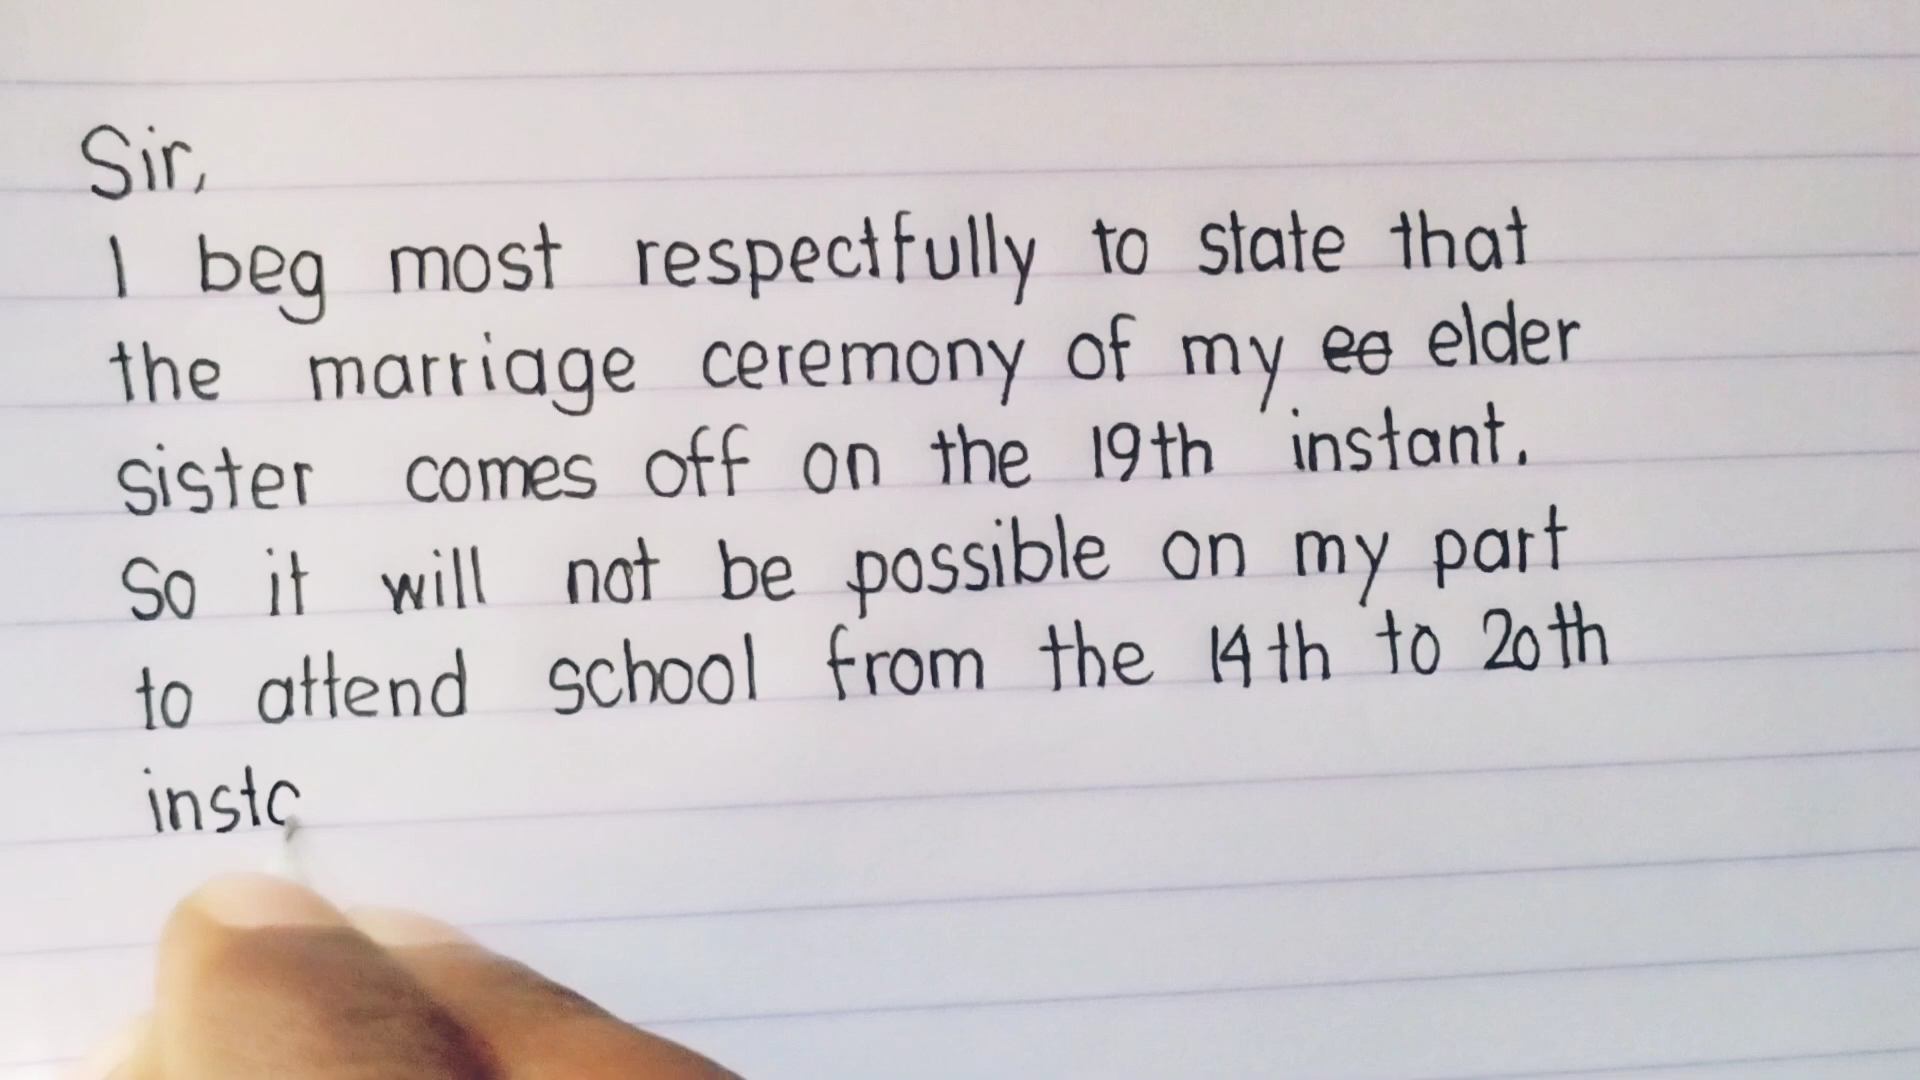 Sir,
I beg most respectfully to state that
the marriage ceremony of my eo elder
sister comes off on the 19th instant.
So it will not be possible on my part
to attend school from the 14th to 20th
instc